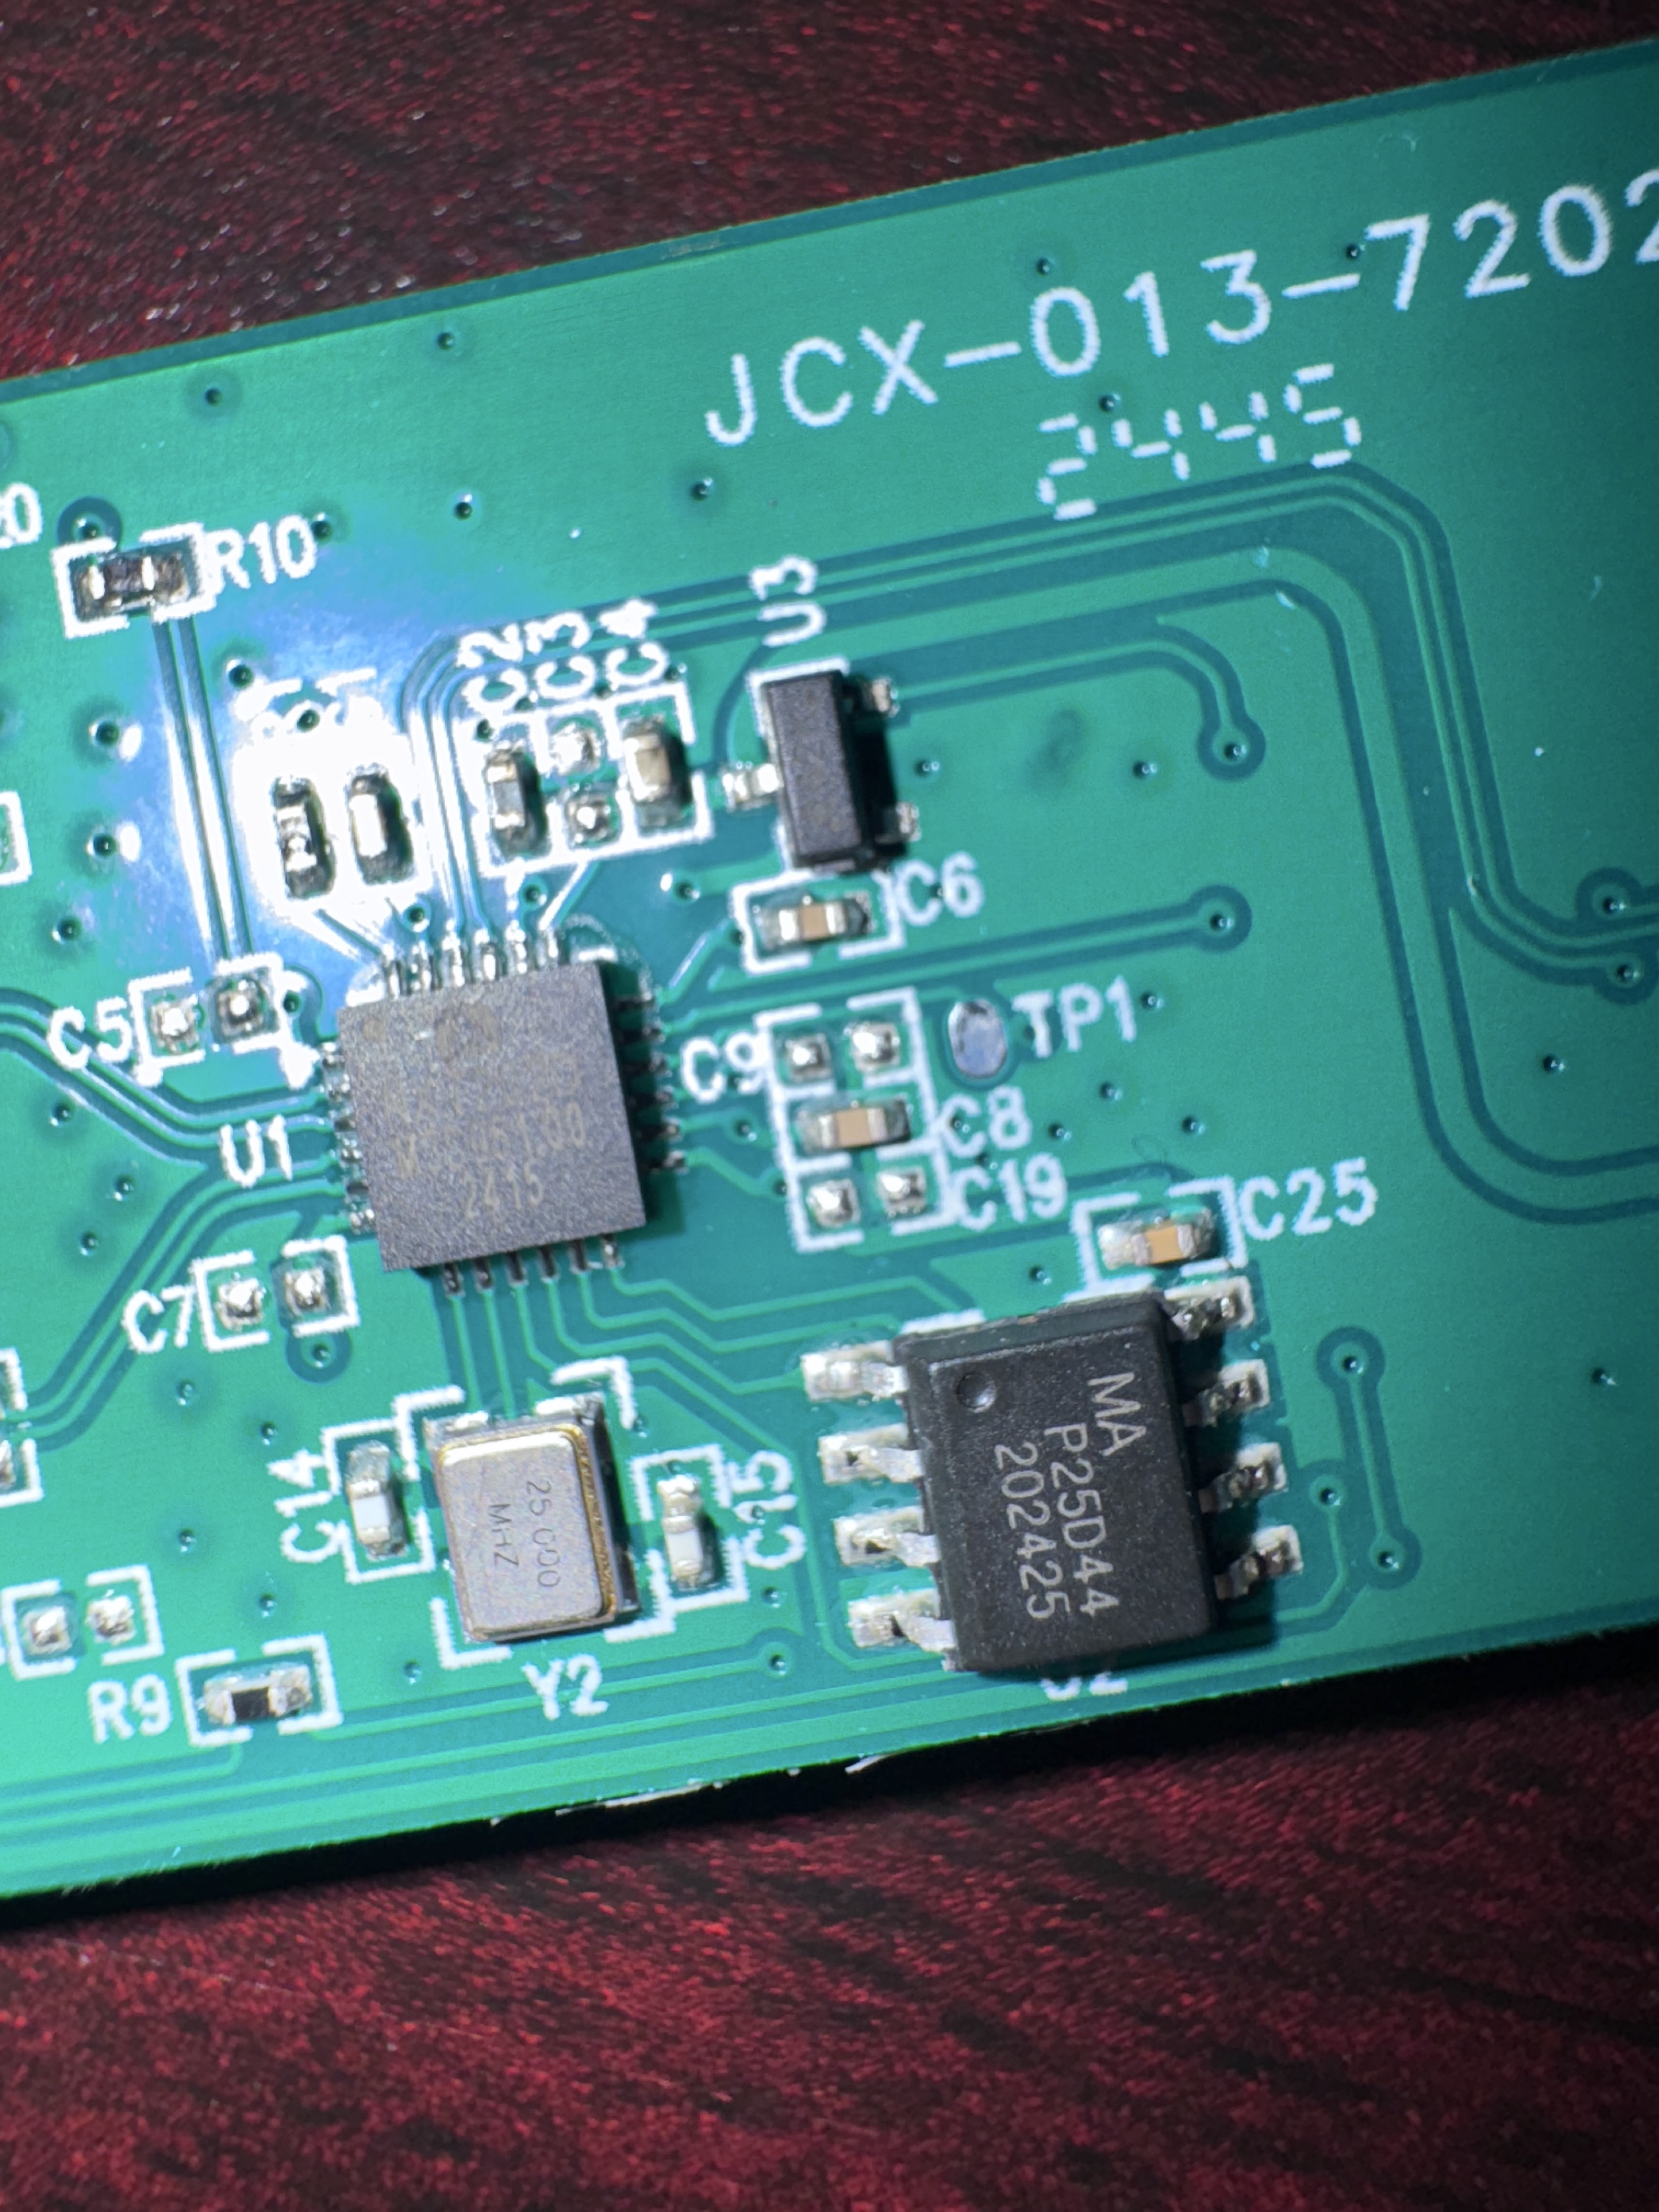 JCX-013-7202
2445
R10
U3
C2
C3
C4
C6
C5
TP1
C9
C8
U1
2415
C19
C25
C7
MA
P25D44
202425
C14
25.000
MHZ
C15
R9
Y2